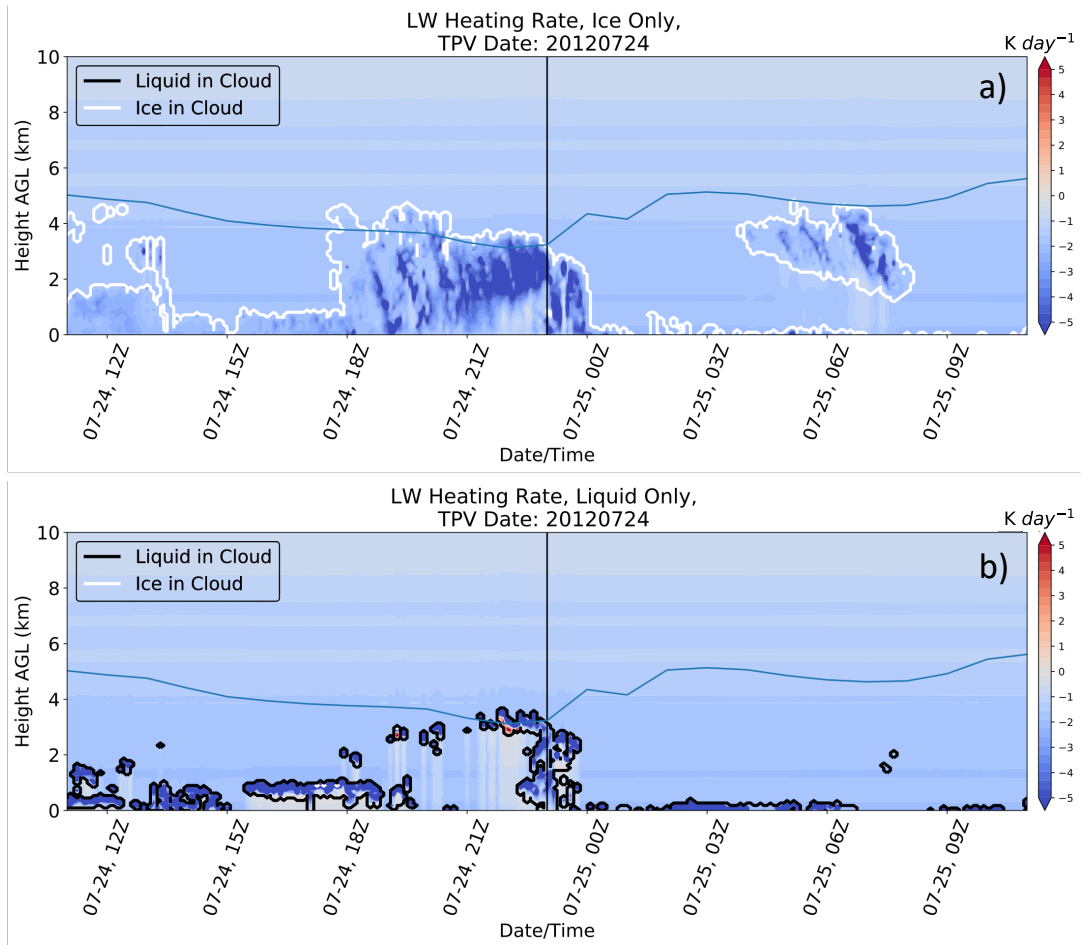 LW Heating Rate, Ice Only,
TPV Date: 20120724
K day⁻¹
Liquid in Cloud
Ice in Cloud
a)
Height AGL (km)
10
8
6
4
2
0
5
4
3
2
1
0
−1
−2
−3
−4
−5
07-24, 12Z
07-24, 15Z
07-24, 18Z
07-24, 21Z
07-25, 00Z
07-25, 03Z
07-25, 06Z
07-25, 09Z
Date/Time
LW Heating Rate, Liquid Only,
TPV Date: 20120724
K day⁻¹
Liquid in Cloud
Ice in Cloud
b)
Height AGL (km)
10
8
6
4
2
0
5
4
3
2
1
0
−1
−2
−3
−4
−5
07-24, 12Z
07-24, 15Z
07-24, 18Z
07-24, 21Z
07-25, 00Z
07-25, 03Z
07-25, 06Z
07-25, 09Z
Date/Time